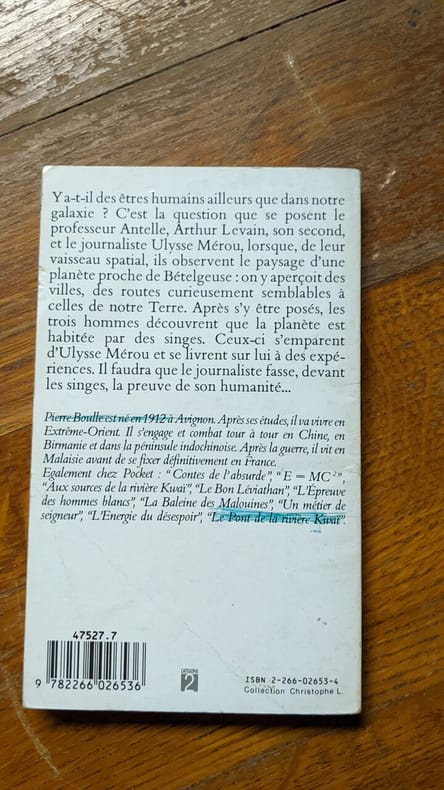 Y a-t-il des êtres humains ailleurs que dans notre
galaxie ? C'est la question que se posent le
professeur Antelle, Arthur Levain, son second,
et le journaliste Ulysse Mérou, lorsque, de leur
vaisseau spatial, ils observent le paysage d'une
planète proche de Bételgeuse : on y aperçoit des
villes, des routes curieusement semblables à
celles de notre Terre. Après s'y être posés, les
trois hommes découvrent que la planète est
habitée par des singes. Ceux-ci s'emparent
d'Ulysse Mérou et se livrent sur lui à des expé-
riences. Il faudra que le journaliste fasse, devant
les singes, la preuve de son humanité...
Pierre Boulle est né en 1912 à Avignon. Après ses études, il va vivre en
Extrême-Orient. Il s'engage et combat tour à tour en Chine, en
Birmanie et dans la péninsule indochinoise. Après la guerre, il vit en
Malaisie avant de se fixer définitivement en France.
Egalement chez Pocket : “Contes de l'absurde”, “E = MC²”,
“Aux sources de la rivière Kwaï”, “Le Bon Léviathan”, “L'Épreuve
des hommes blancs”, “La Baleine des Malouines”, “Un métier de
seigneur”, “L'Energie du désespoir”, “Le Pont de la rivière Kwaï”.
47527.7
9 782266 026536
CATÉGORIE
2
ISBN 2-266-02653-4
Collection Christophe L.